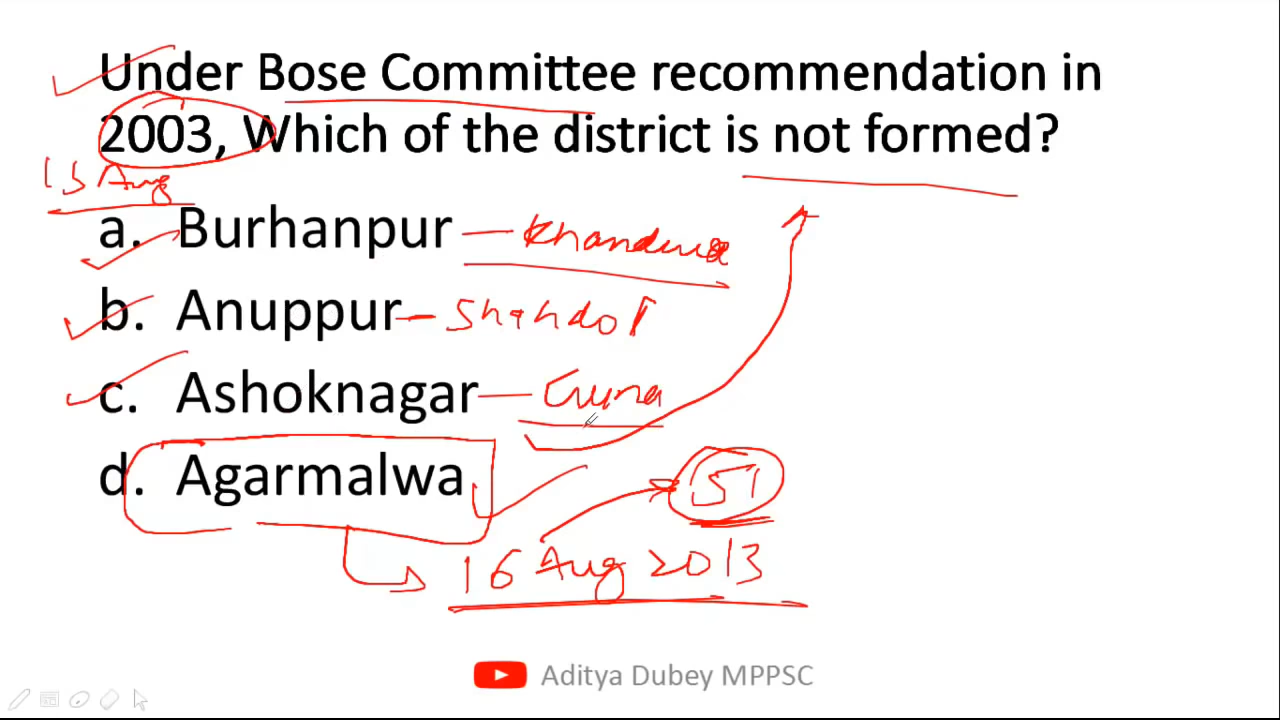 Under Bose Committee recommendation in
2003, Which of the district is not formed?
15 Aug
a. Burhanpur – Khandwa
b. Anuppur – Shahdol
c. Ashoknagar – Guna
d. Agarmalwa
51
16 Aug 2013
Aditya Dubey MPPSC